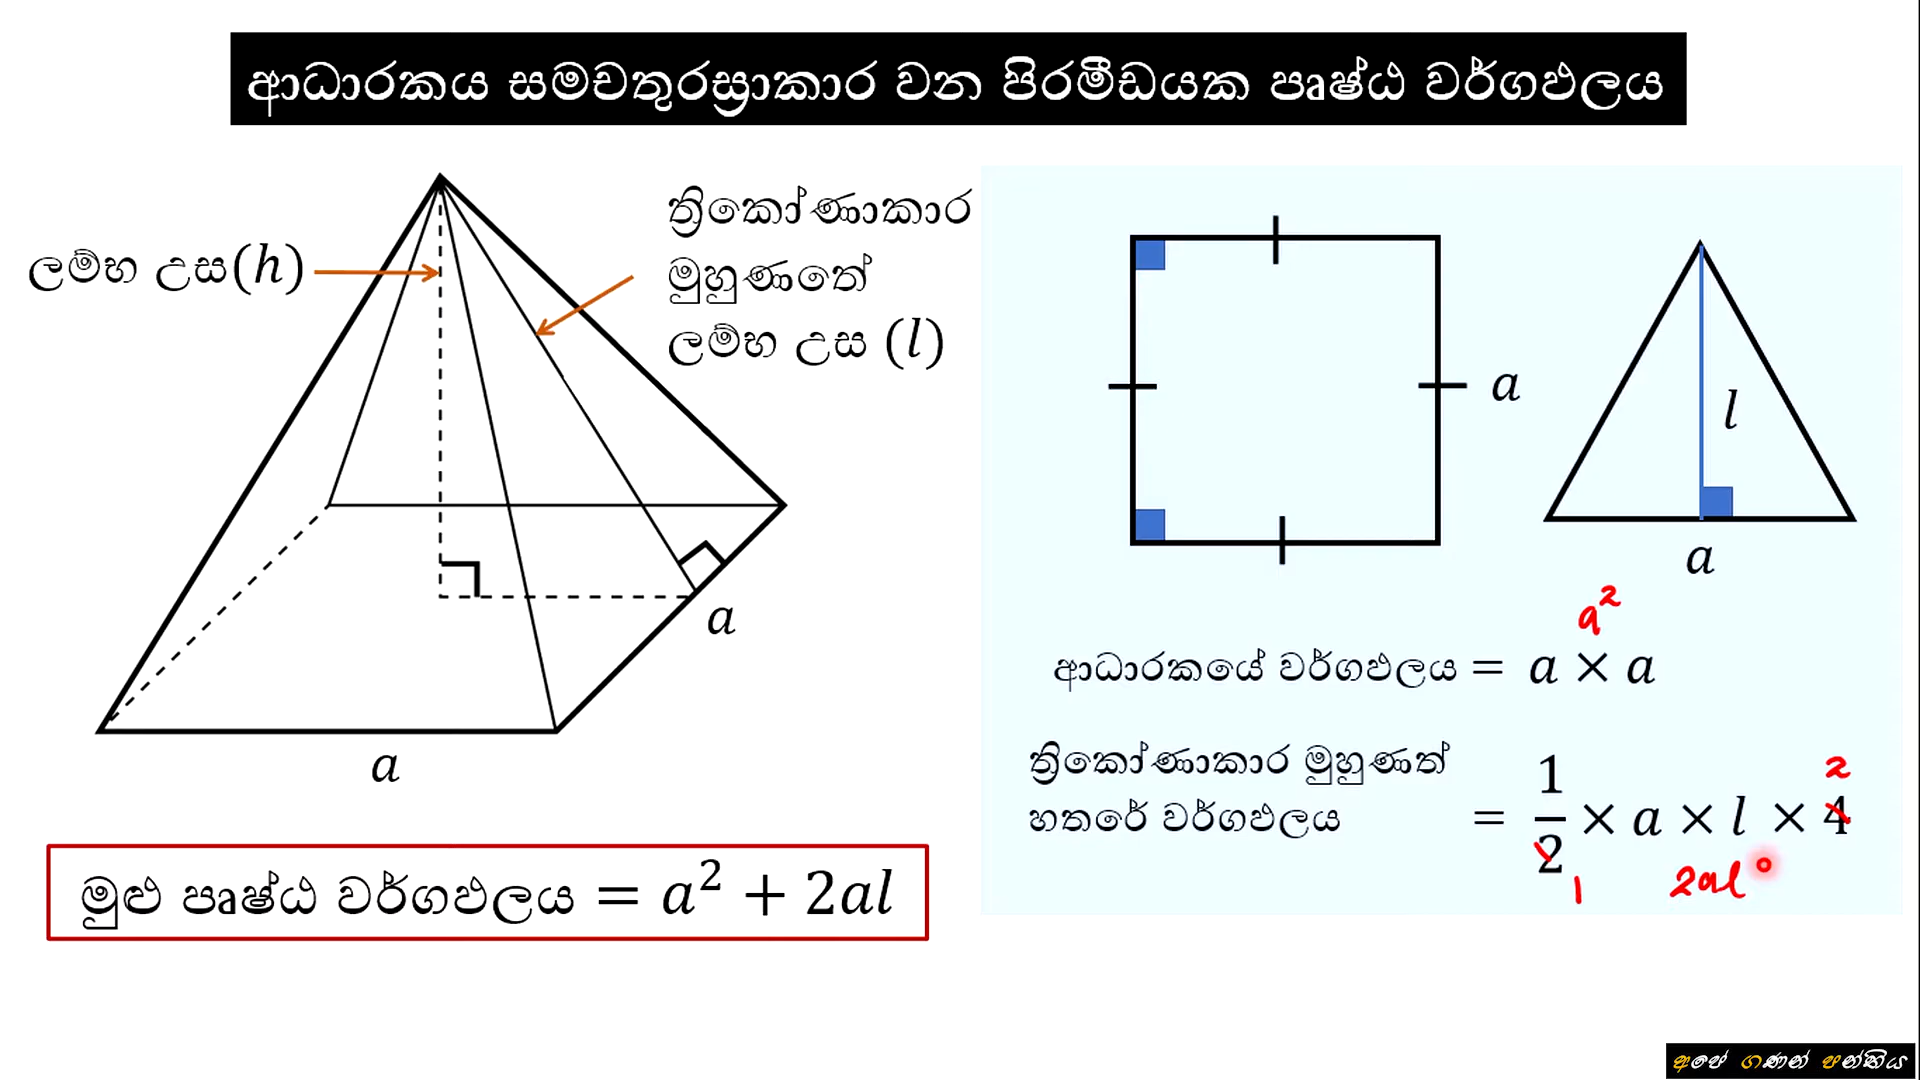 ආධාරකය සමචතුරස්‍රාකාර වන පිරමීඩයක පෘෂ්ඨ වර්ගඵලය
ලම්භ උස(h)
ත්‍රිකෝණාකාර
මුහුණතේ
ලම්භ උස (l)
a
a
මුළු පෘෂ්ඨ වර්ගඵලය = a² + 2al
a
l
a
a²
ආධාරකයේ වර්ගඵලය = a × a
ත්‍රිකෝණාකාර මුහුණත්
හතරේ වර්ගඵලය = 1/2 × a × l × 4
2
1
2al
අපේ ගණන් පන්තිය